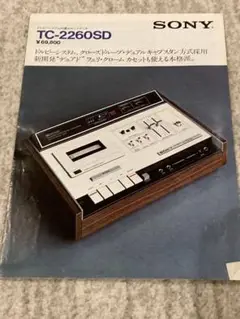 SONY
TC-2260SD
¥69,800
ドルビーシステム、クローズドループ・デュアル・キャプスタン方式採用
新開発“デュアド”フェリ・クローム・カセットも使える本格派。